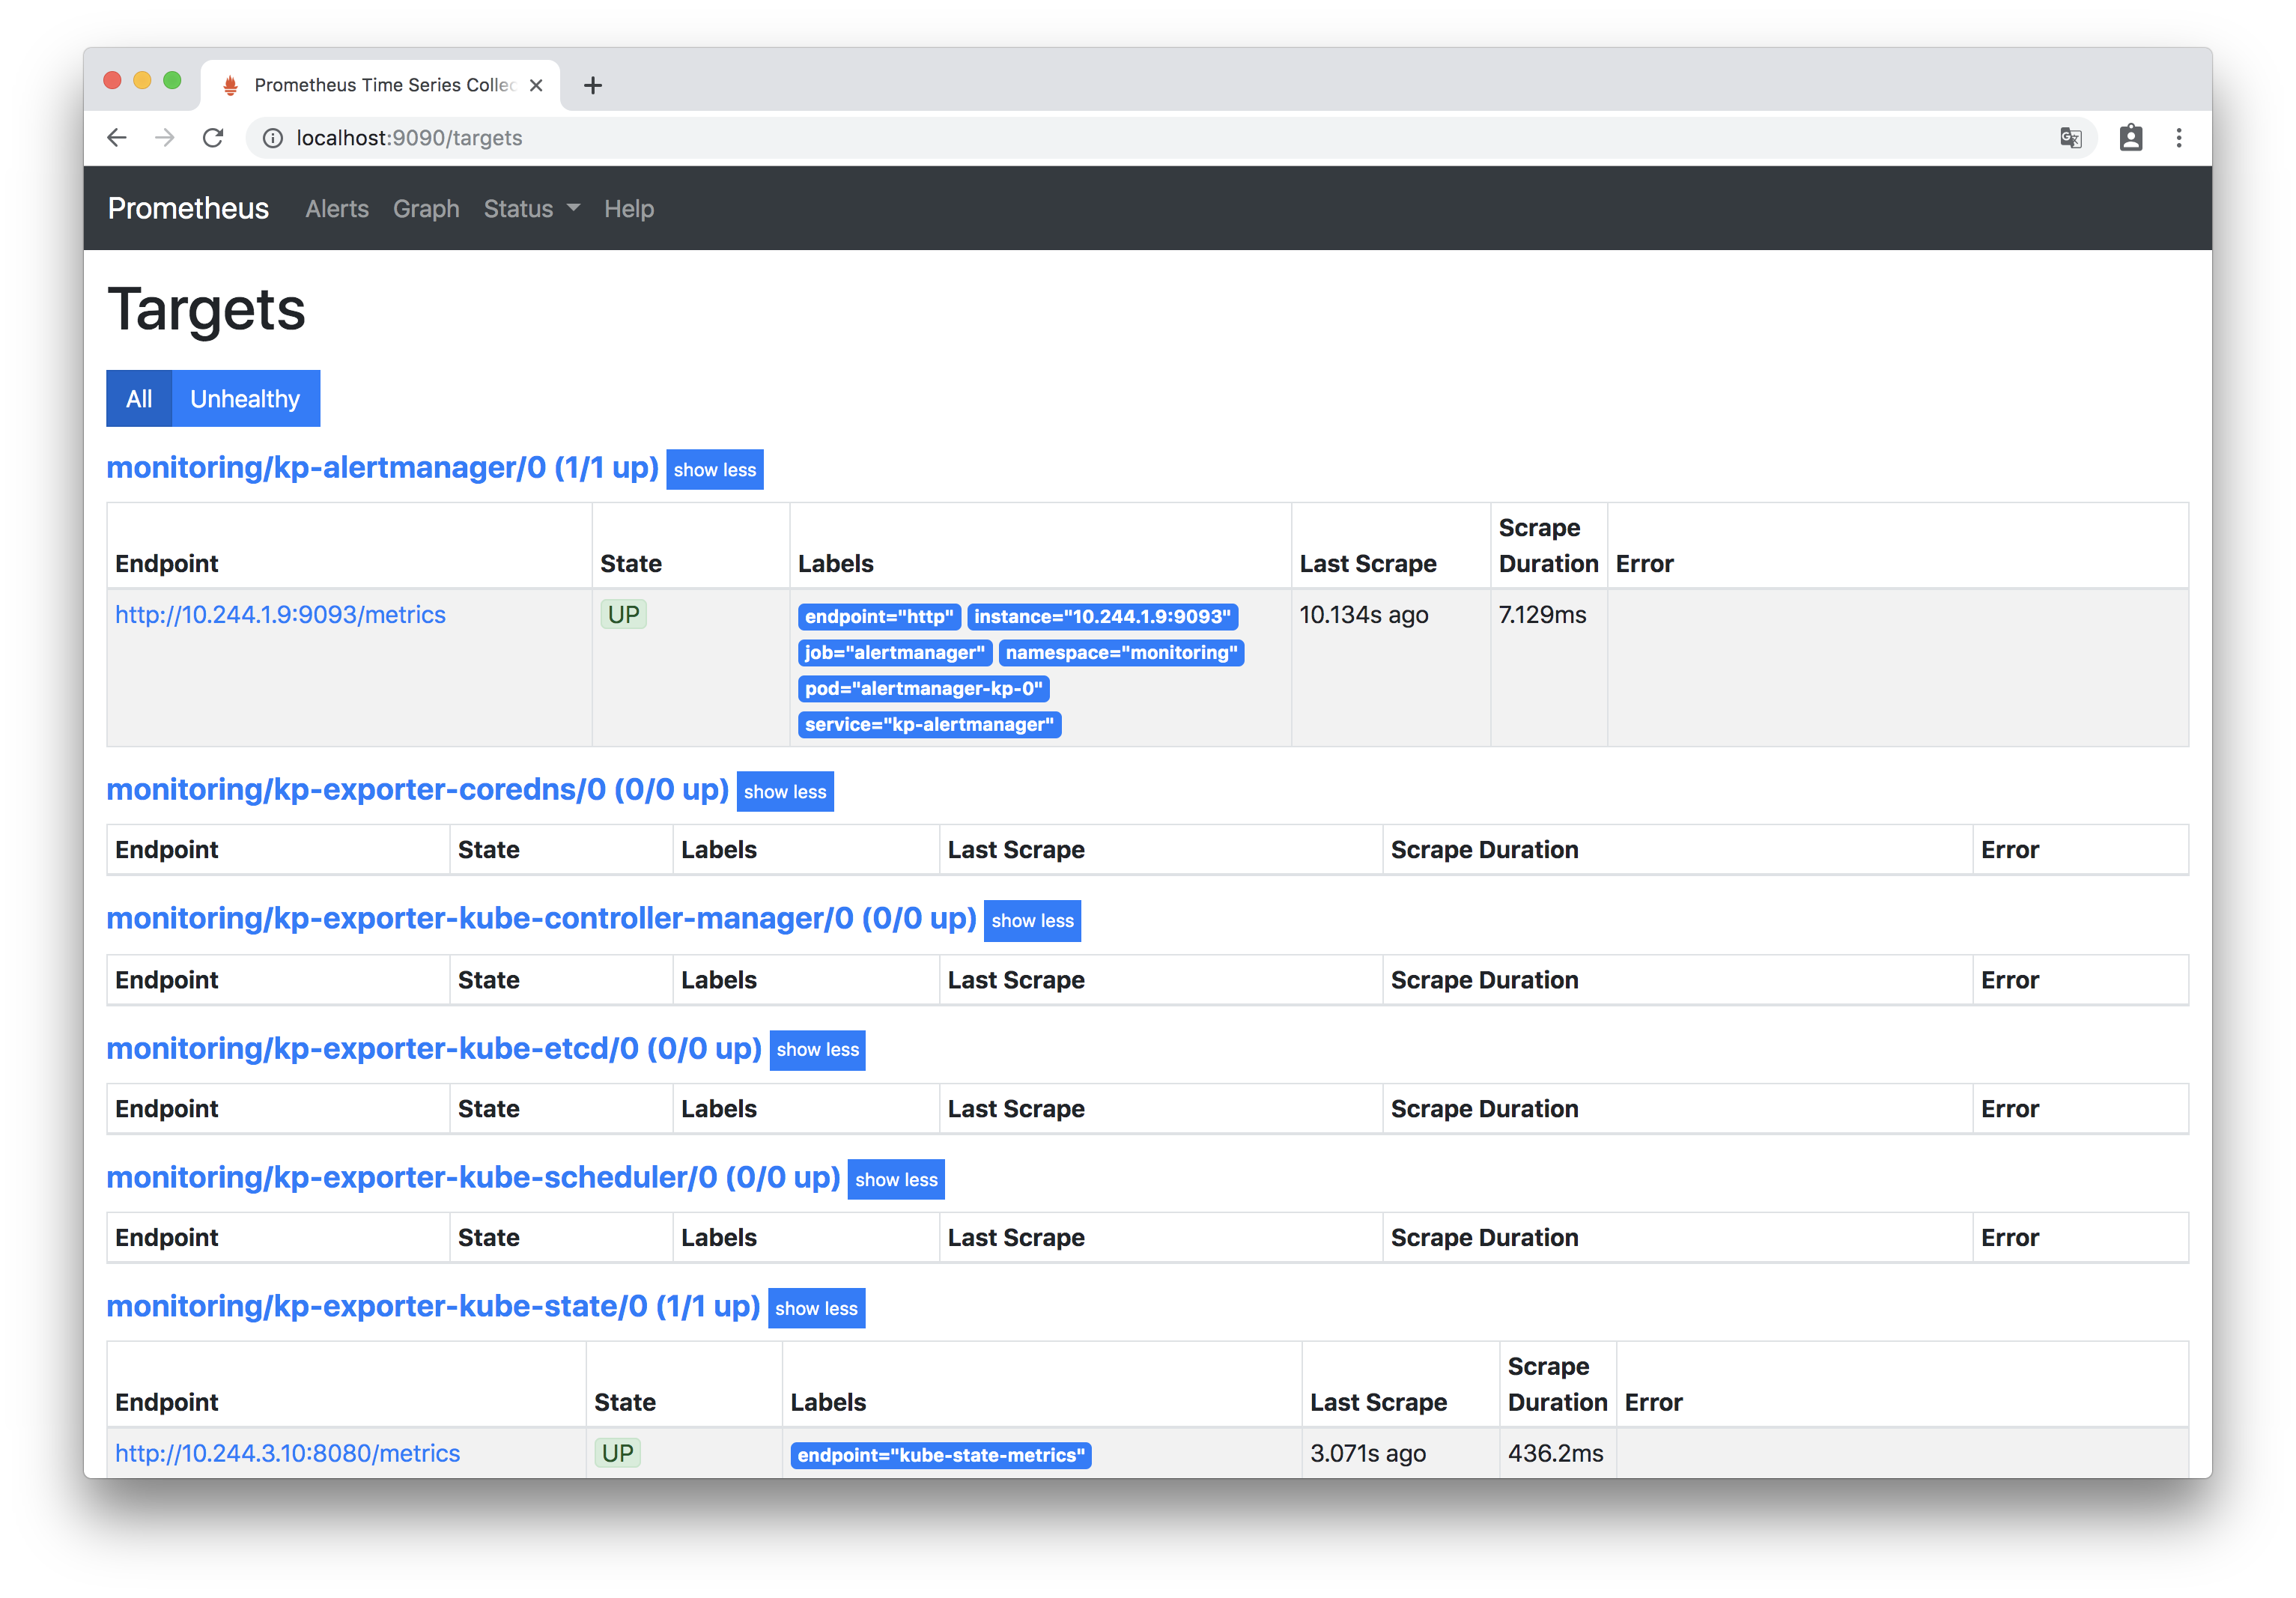 Prometheus Time Series Collec
localhost:9090/targets
Prometheus Alerts Graph Status Help
Targets
All Unhealthy
monitoring/kp-alertmanager/0 (1/1 up) show less
Endpoint State Labels Last Scrape Scrape Duration Error
http://10.244.1.9:9093/metrics UP endpoint="http" instance="10.244.1.9:9093" 10.134s ago 7.129ms
job="alertmanager" namespace="monitoring"
pod="alertmanager-kp-0"
service="kp-alertmanager"
monitoring/kp-exporter-coredns/0 (0/0 up) show less
Endpoint State Labels Last Scrape Scrape Duration Error
monitoring/kp-exporter-kube-controller-manager/0 (0/0 up) show less
Endpoint State Labels Last Scrape Scrape Duration Error
monitoring/kp-exporter-kube-etcd/0 (0/0 up) show less
Endpoint State Labels Last Scrape Scrape Duration Error
monitoring/kp-exporter-kube-scheduler/0 (0/0 up) show less
Endpoint State Labels Last Scrape Scrape Duration Error
monitoring/kp-exporter-kube-state/0 (1/1 up) show less
Endpoint State Labels Last Scrape Scrape Duration Error
http://10.244.3.10:8080/metrics UP endpoint="kube-state-metrics" 3.071s ago 436.2ms